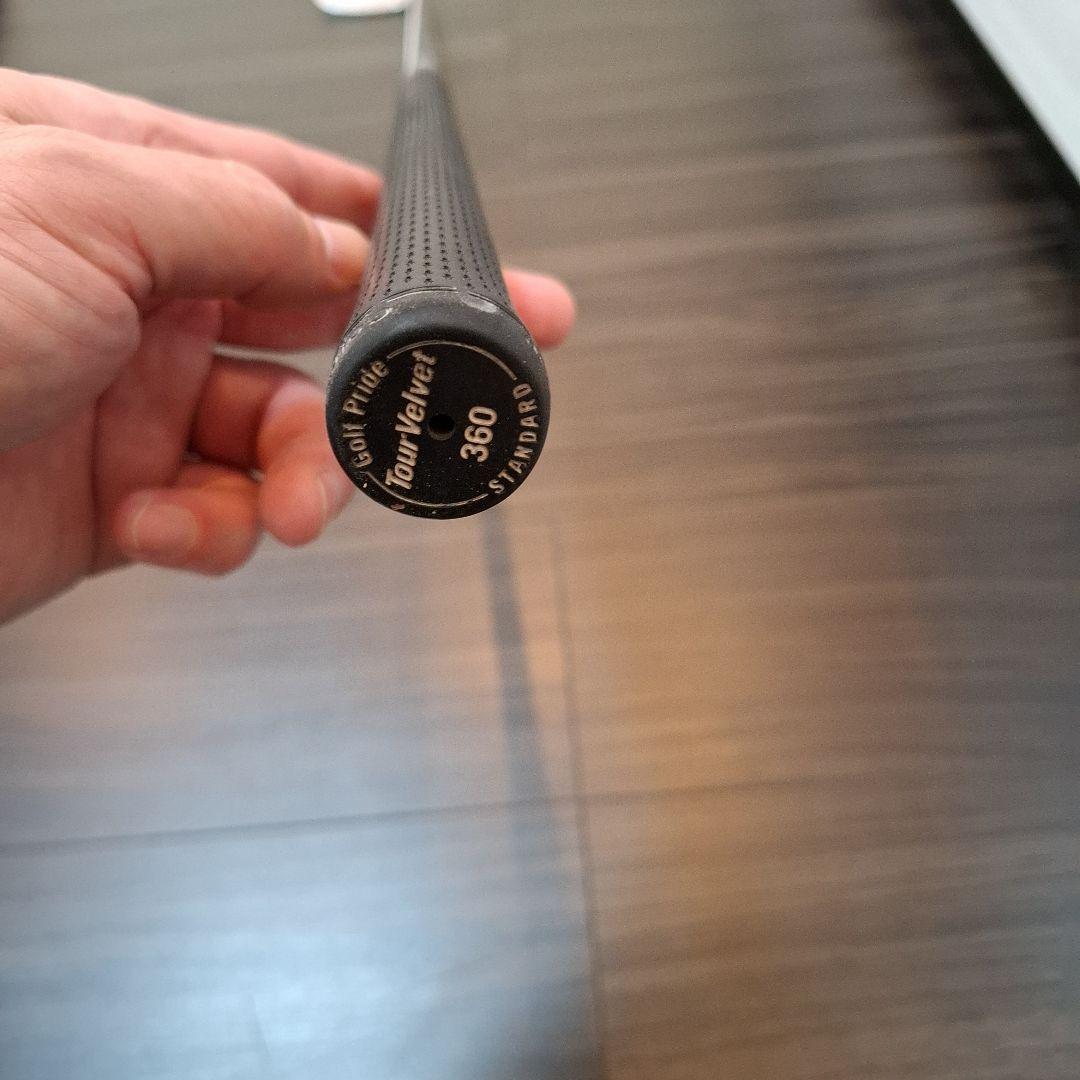 Golf Pride
TourVelvet
360
STANDARD